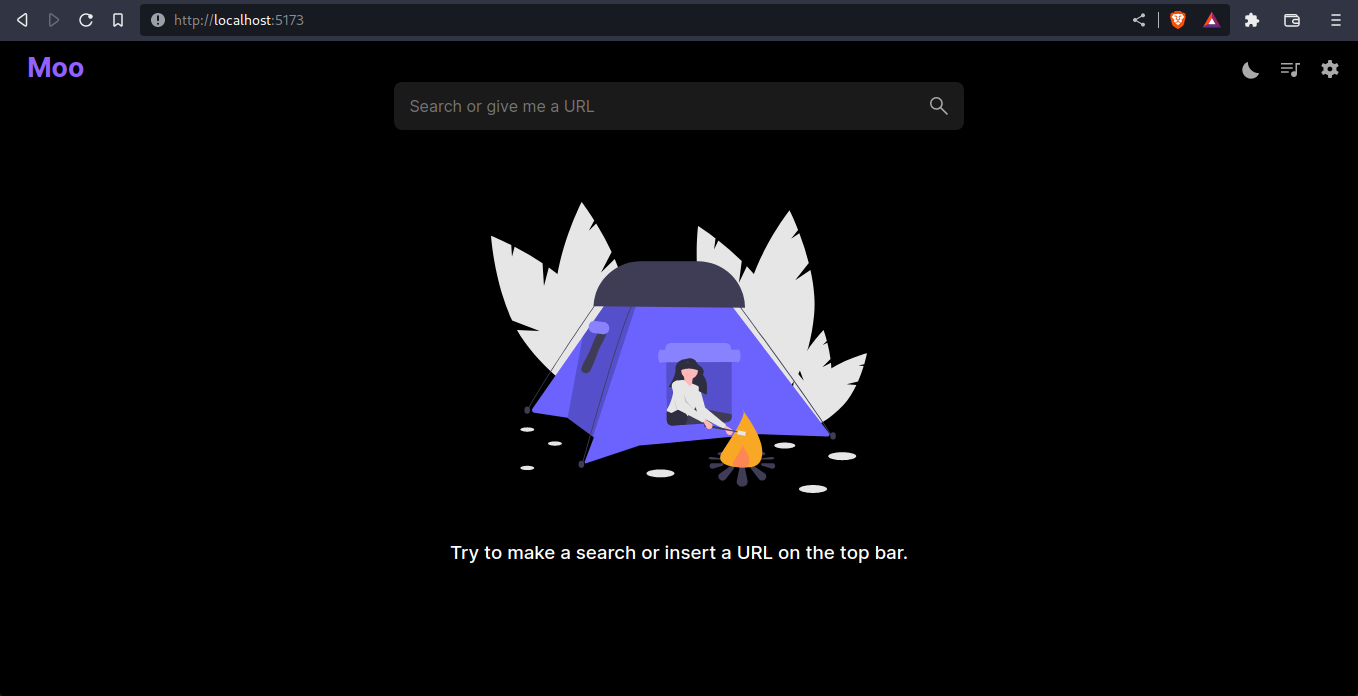 http://localhost:5173
Moo
Search or give me a URL
Try to make a search or insert a URL on the top bar.